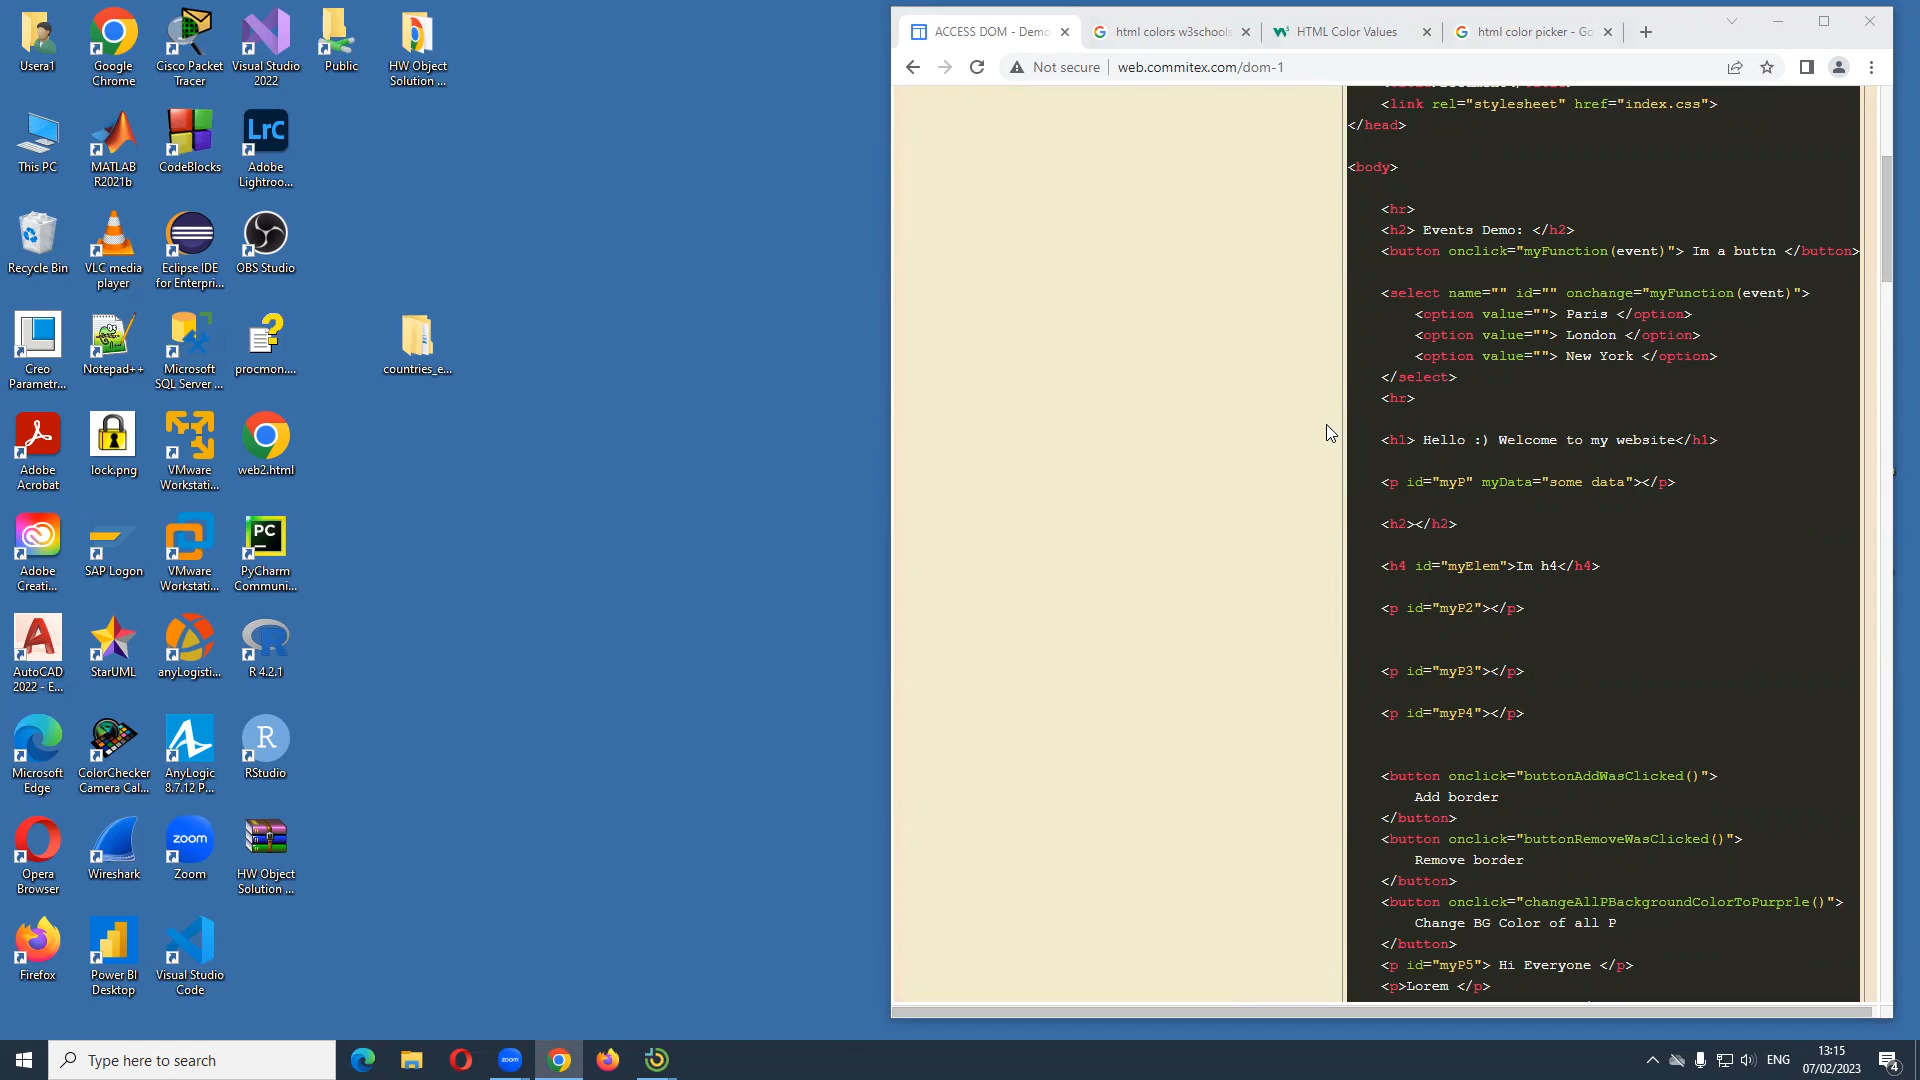 Usera1
Google
Chrome
Cisco Packet
Tracer
Visual Studio
2022
Public
HW Object
Solution ...
This PC
MATLAB
R2021b
CodeBlocks
Lrc
Adobe
Lightroo...
Recycle Bin
VLC media
player
Eclipse IDE
for Enterpri...
OBS Studio
Creo
Parametr...
Notepad++
Microsoft
SQL Server ...
procmon....
countries_e...
Adobe
Acrobat
lock.png
VMware
Workstati...
web2.html
Adobe
Creati...
SAP Logon
VMware
Workstati...
PC
PyCharm
Communi...
AutoCAD
2022 - E...
StarUML
anyLogisti...
R 4.2.1
Microsoft
Edge
ColorChecker
Camera Cal...
AnyLogic
8.7.12 P...
R
RStudio
Opera
Browser
Wireshark
zoom
Zoom
HW Object
Solution ...
Firefox
Power BI
Desktop
Visual Studio
Code
ACCESS DOM - Demo
html colors w3schools
HTML Color Values
html color picker - Go
Not secure
web.commitex.com/dom-1
<link rel="stylesheet" href="index.css">
</head>
<body>
<hr>
<h2> Events Demo: </h2>
<button onclick="myFunction(event)"> Im a buttn </button>
<select name="" id="" onchange="myFunction(event)">
<option value=""> Paris </option>
<option value=""> London </option>
<option value=""> New York </option>
</select>
<hr>
<h1> Hello :) Welcome to my website</h1>
<p id="myP" myData="some data"></p>
<h2></h2>
<h4 id="myElem">Im h4</h4>
<p id="myP2"></p>
<p id="myP3"></p>
<p id="myP4"></p>
<button onclick="buttonAddWasClicked()">
Add border
</button>
<button onclick="buttonRemoveWasClicked()">
Remove border
</button>
<button onclick="changeAllPBackgroundColorToPurprle()">
Change BG Color of all P
</button>
<p id="myP5"> Hi Everyone </p>
<p>Lorem </p>
Type here to search
zoom
ENG
13:15
07/02/2023
4